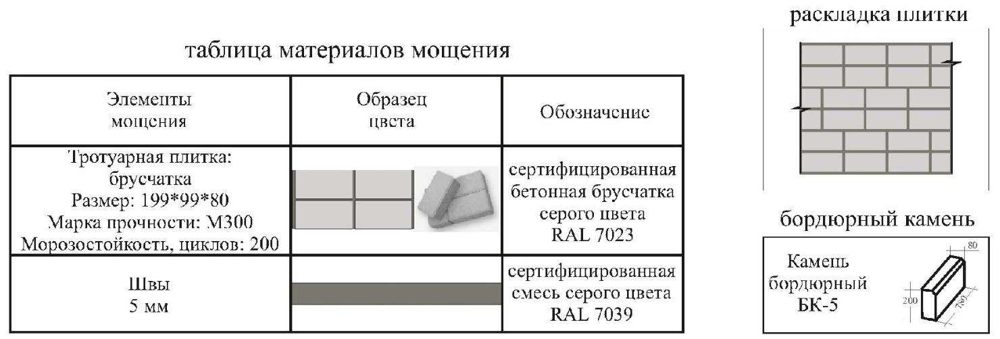 таблица материалов мощения
Элементы
мощения
Образец
цвета
Обозначение
Тротуарная плитка:
брусчатка
Размер: 199*99*80
Марка прочности: М300
Морозостойкость, циклов: 200
сертифицированная
бетонная брусчатка
серого цвета
RAL 7023
Швы
5 мм
сертифицированная
смесь серого цвета
RAL 7039
раскладка плитки
бордюрный камень
Камень
бордюрный
БК-5
80
200
780